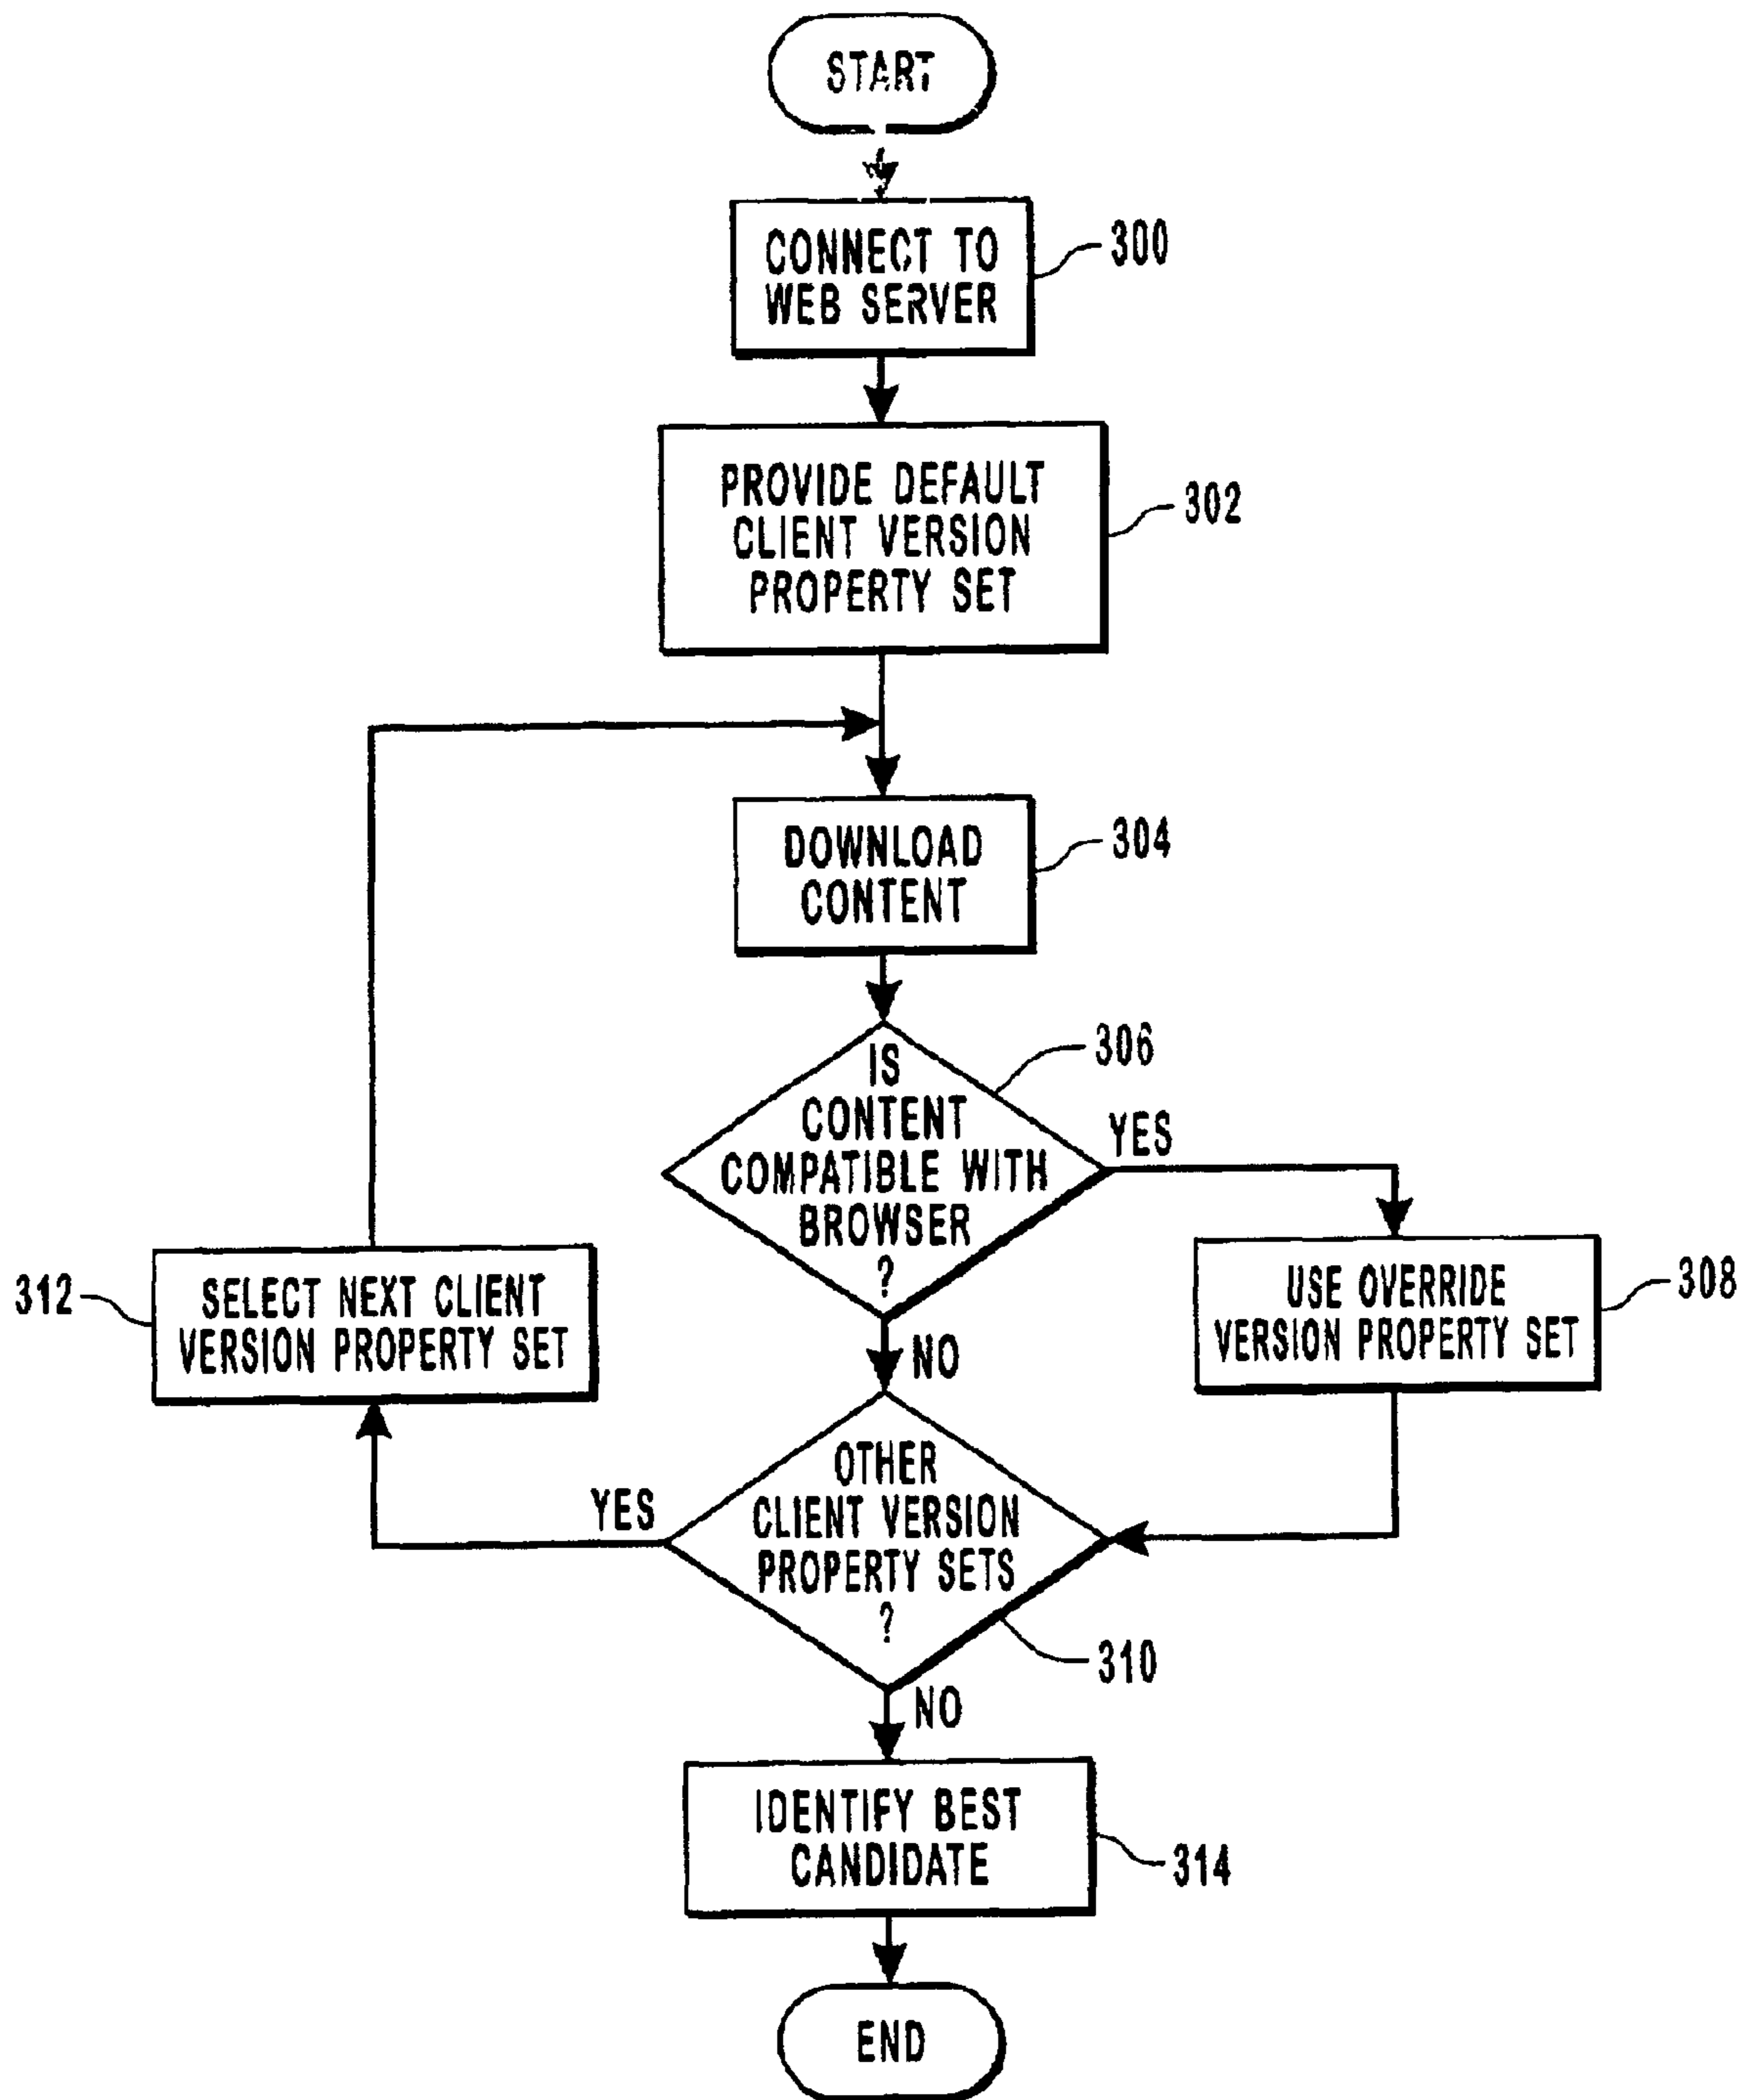 START
CONNECT TO
WEB SERVER
300
PROVIDE DEFAULT
CLIENT VERSION
PROPERTY SET
302
DOWNLOAD
CONTENT
304
IS
CONTENT
COMPATIBLE WITH
BROWSER
?
306
YES
NO
USE OVERRIDE
VERSION PROPERTY SET
308
312
SELECT NEXT CLIENT
VERSION PROPERTY SET
OTHER
CLIENT VERSION
PROPERTY SETS
?
310
YES
NO
IDENTIFY BEST
CANDIDATE
314
END